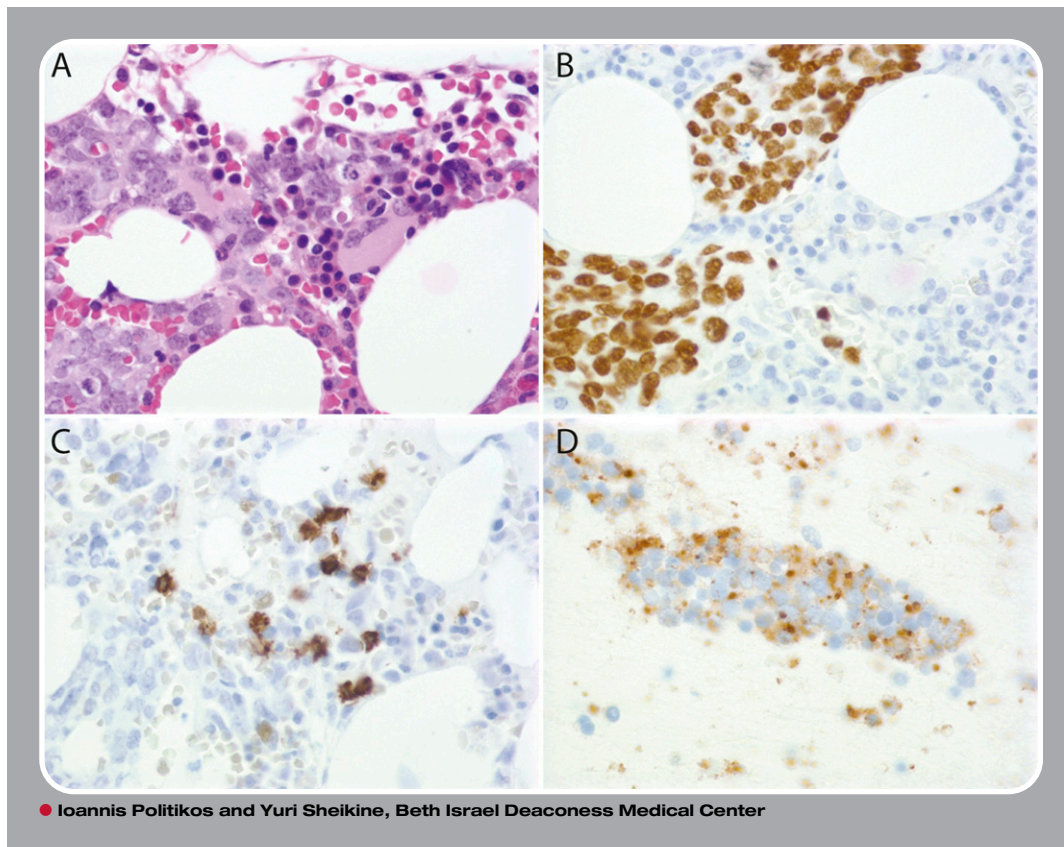 A
B
C
D
Ioannis Politikos and Yuri Sheikine, Beth Israel Deaconess Medical Center